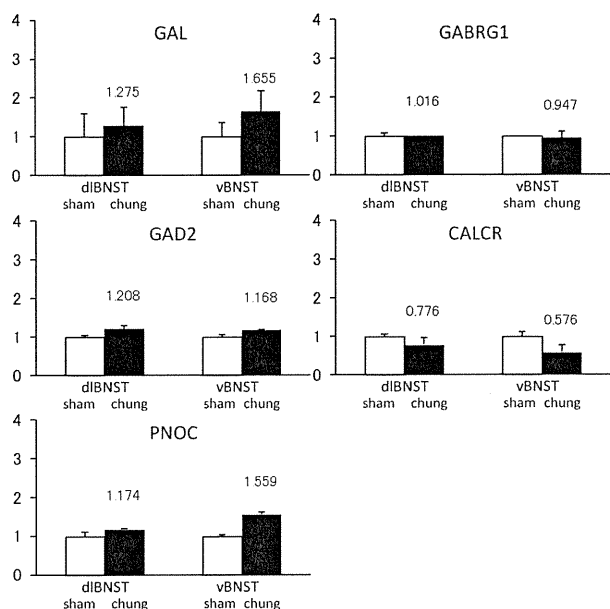 GAL
4
3
2
1
0
1.275
1.655
dlBNST vBNST
sham chung sham chung
GABRG1
4
3
2
1
0
1.016
0.947
dlBNST vBNST
sham chung sham chung
GAD2
4
3
2
1
0
1.208
1.168
dlBNST vBNST
sham chung sham chung
CALCR
4
3
2
1
0
0.776
0.576
dlBNST vBNST
sham chung sham chung
PNOC
4
3
2
1
0
1.174
1.559
dlBNST vBNST
sham chung sham chung